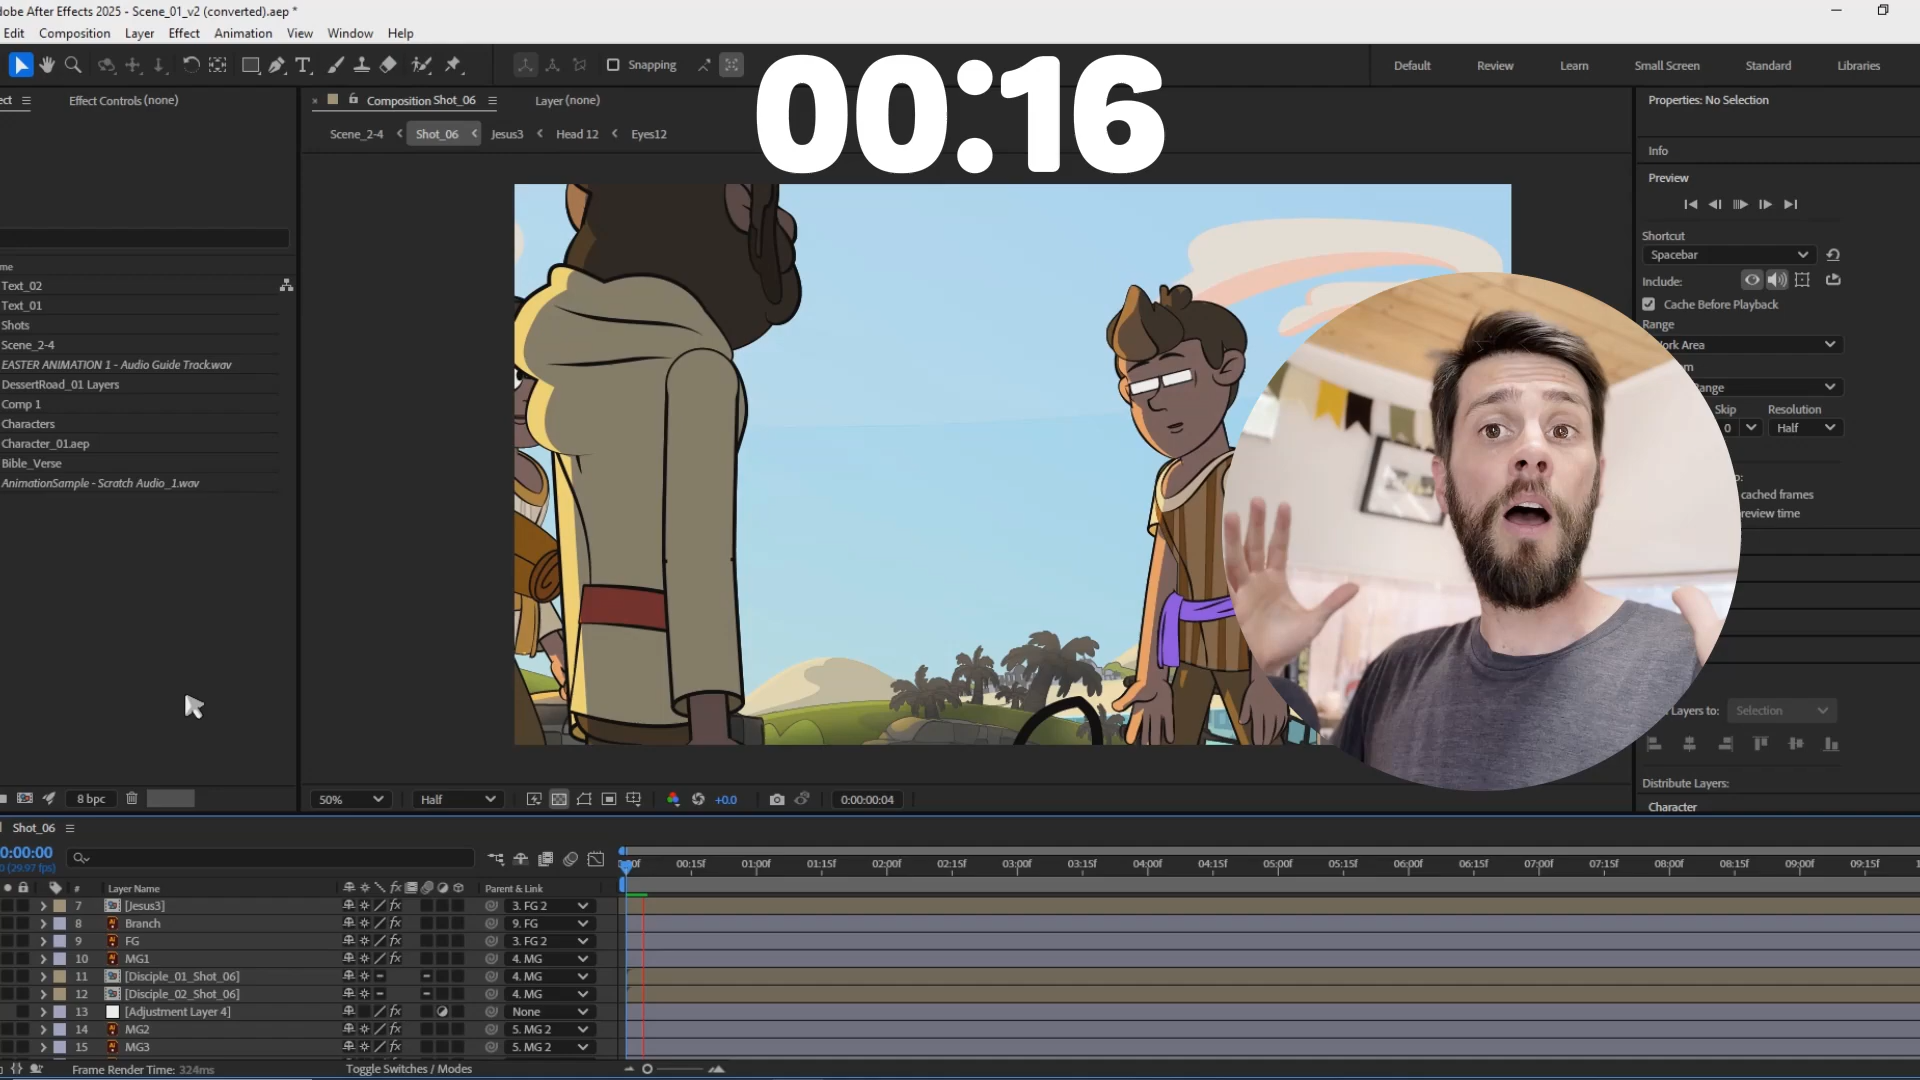 dobe After Effects 2025 - Scene_01_v2 (converted).aep *
Edit Composition Layer Effect Animation View Window Help
Snapping
Default Review Learn Small Screen Standard Libraries
00:16
Effect Controls (none)
Composition Shot_06
Layer (none)
Properties: No Selection
Scene_2-4 Shot_06 Jesus3 Head 12 Eyes12
Info
Preview
Shortcut
Spacebar
Include:
Cache Before Playback
Range
ork Area
Skip Resolution
0 Half
cached frames
preview time
Text_02
Text_01
Shots
Scene_2-4
EASTER ANIMATION 1 - Audio Guide Track.wav
DessertRoad_01 Layers
Comp 1
Characters
Character_01.aep
Bible_Verse
AnimationSample - Scratch Audio_1.wav
Layers to: Selection
Distribute Layers:
Character
8 bpc
50% Half +0.0 0:00:00:04
Shot_06
0:00:00
(29.97 fps)
00:15f 01:00f 01:15f 02:00f 02:15f 03:00f 03:15f 04:00f 04:15f 05:00f 05:15f 06:00f 06:15f 07:00f 07:15f 08:00f 08:15f 09:00f 09:15f
# Layer Name Parent & Link
7 [Jesus3] 3. FG 2
8 Branch 9. FG
9 FG 3. FG 2
10 MG1 4. MG
11 [Disciple_01_Shot_06] 4. MG
12 [Disciple_02_Shot_06] 4. MG
13 [Adjustment Layer 4] None
14 MG2 5. MG 2
15 MG3 5. MG 2
Frame Render Time: 324ms
Toggle Switches / Modes